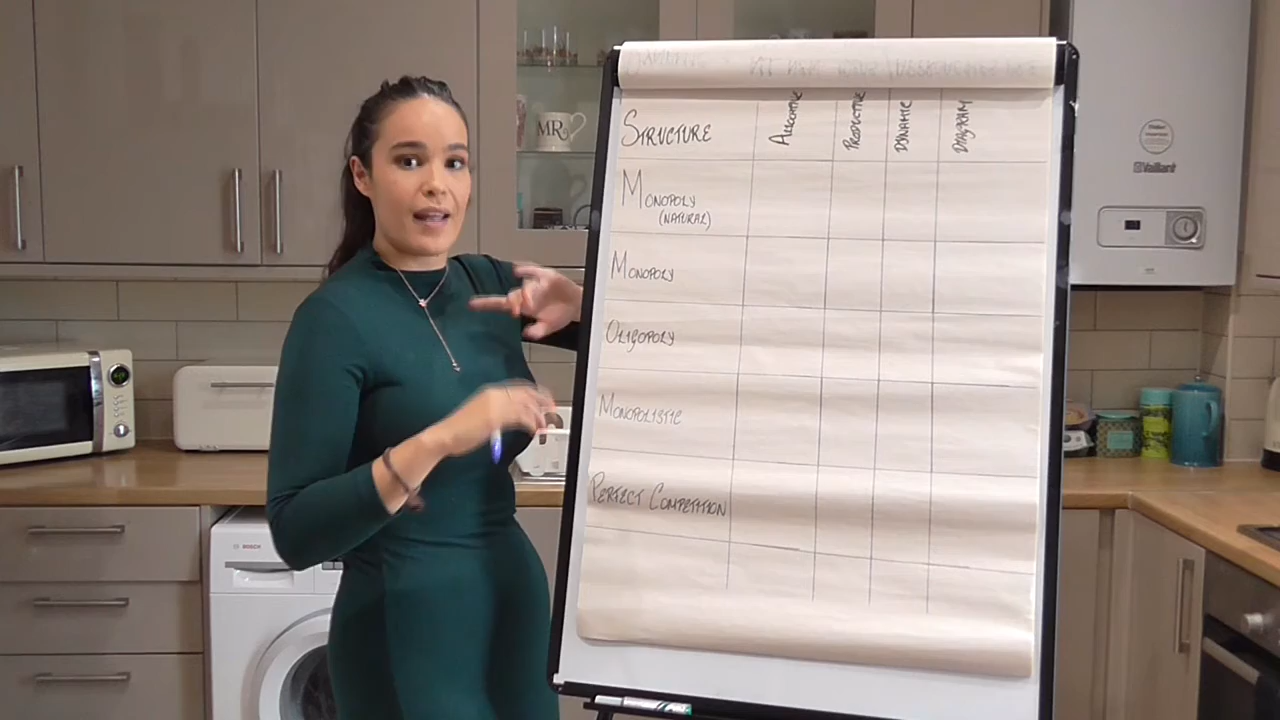 STRUCTURE
ALLOCATIVE
PRODUCTIVE
DYNAMIC
DIAGRAM
MONOPOLY
(NATURAL)
MONOPOLY
OLIGOPOLY
MONOPOLISTIC
PERFECT COMPETITION
MR
Vaillant
BOSCH